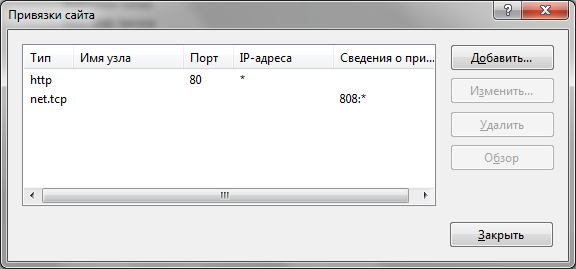 Привязки сайта
Тип Имя узла Порт IP-адреса Сведения о при...
http 80 *
net.tcp 808:*
Добавить...
Изменить...
Удалить
Обзор
Закрыть